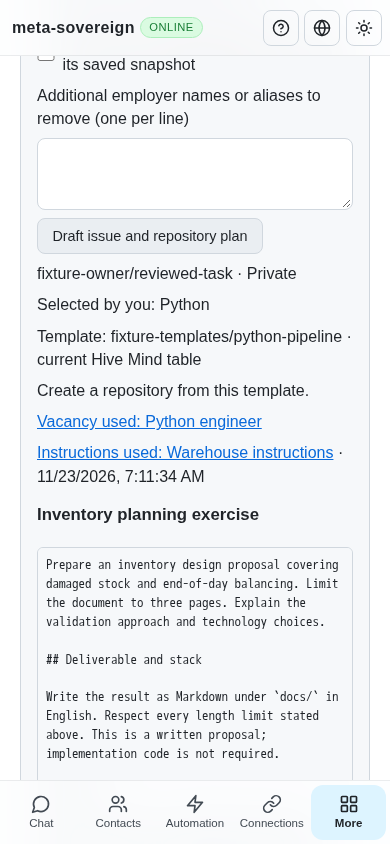 meta-sovereign ONLINE
its saved snapshot
Additional employer names or aliases to
remove (one per line)
Draft issue and repository plan
fixture-owner/reviewed-task · Private
Selected by you: Python
Template: fixture-templates/python-pipeline ·
current Hive Mind table
Create a repository from this template.
Vacancy used: Python engineer
Instructions used: Warehouse instructions ·
11/23/2026, 7:11:34 AM
Inventory planning exercise
Prepare an inventory design proposal covering
damaged stock and end-of-day balancing. Limit
the document to three pages. Explain the
validation approach and technology choices.
## Deliverable and stack
Write the result as Markdown under `docs/` in
English. Respect every length limit stated
above. This is a written proposal;
implementation code is not required.
Chat Contacts Automation Connections More